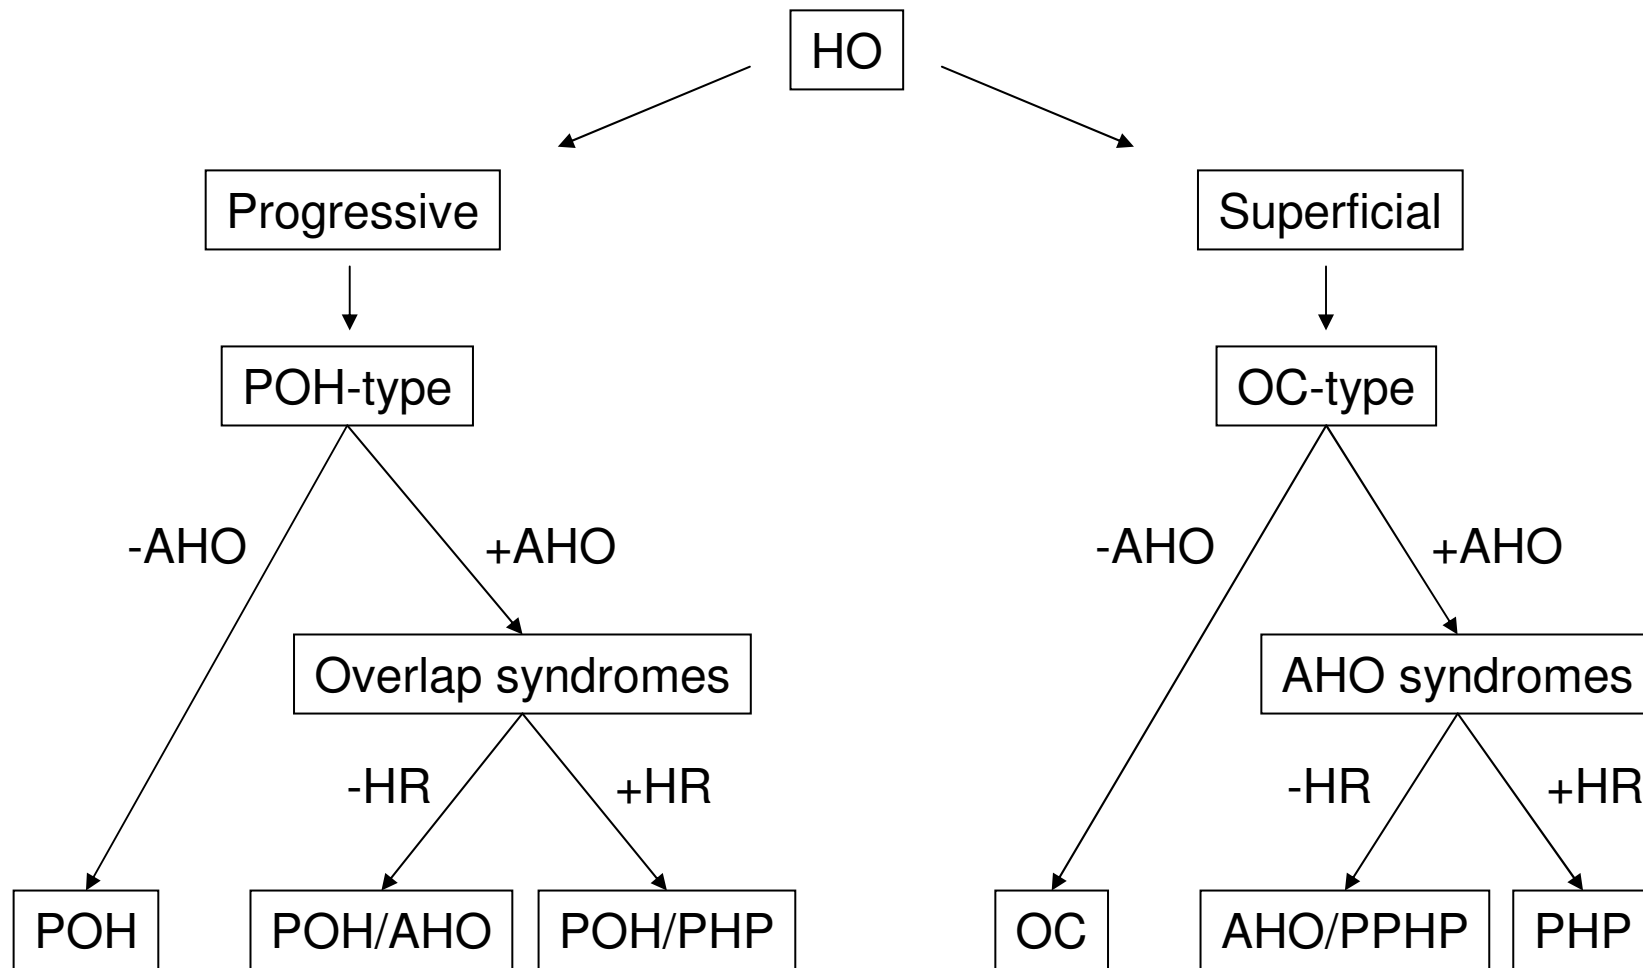 HO
Progressive
Superficial
POH-type
OC-type
-AHO
+AHO
-AHO
+AHO
Overlap syndromes
AHO syndromes
-HR
+HR
-HR
+HR
POH
POH/AHO
POH/PHP
OC
AHO/PPHP
PHP